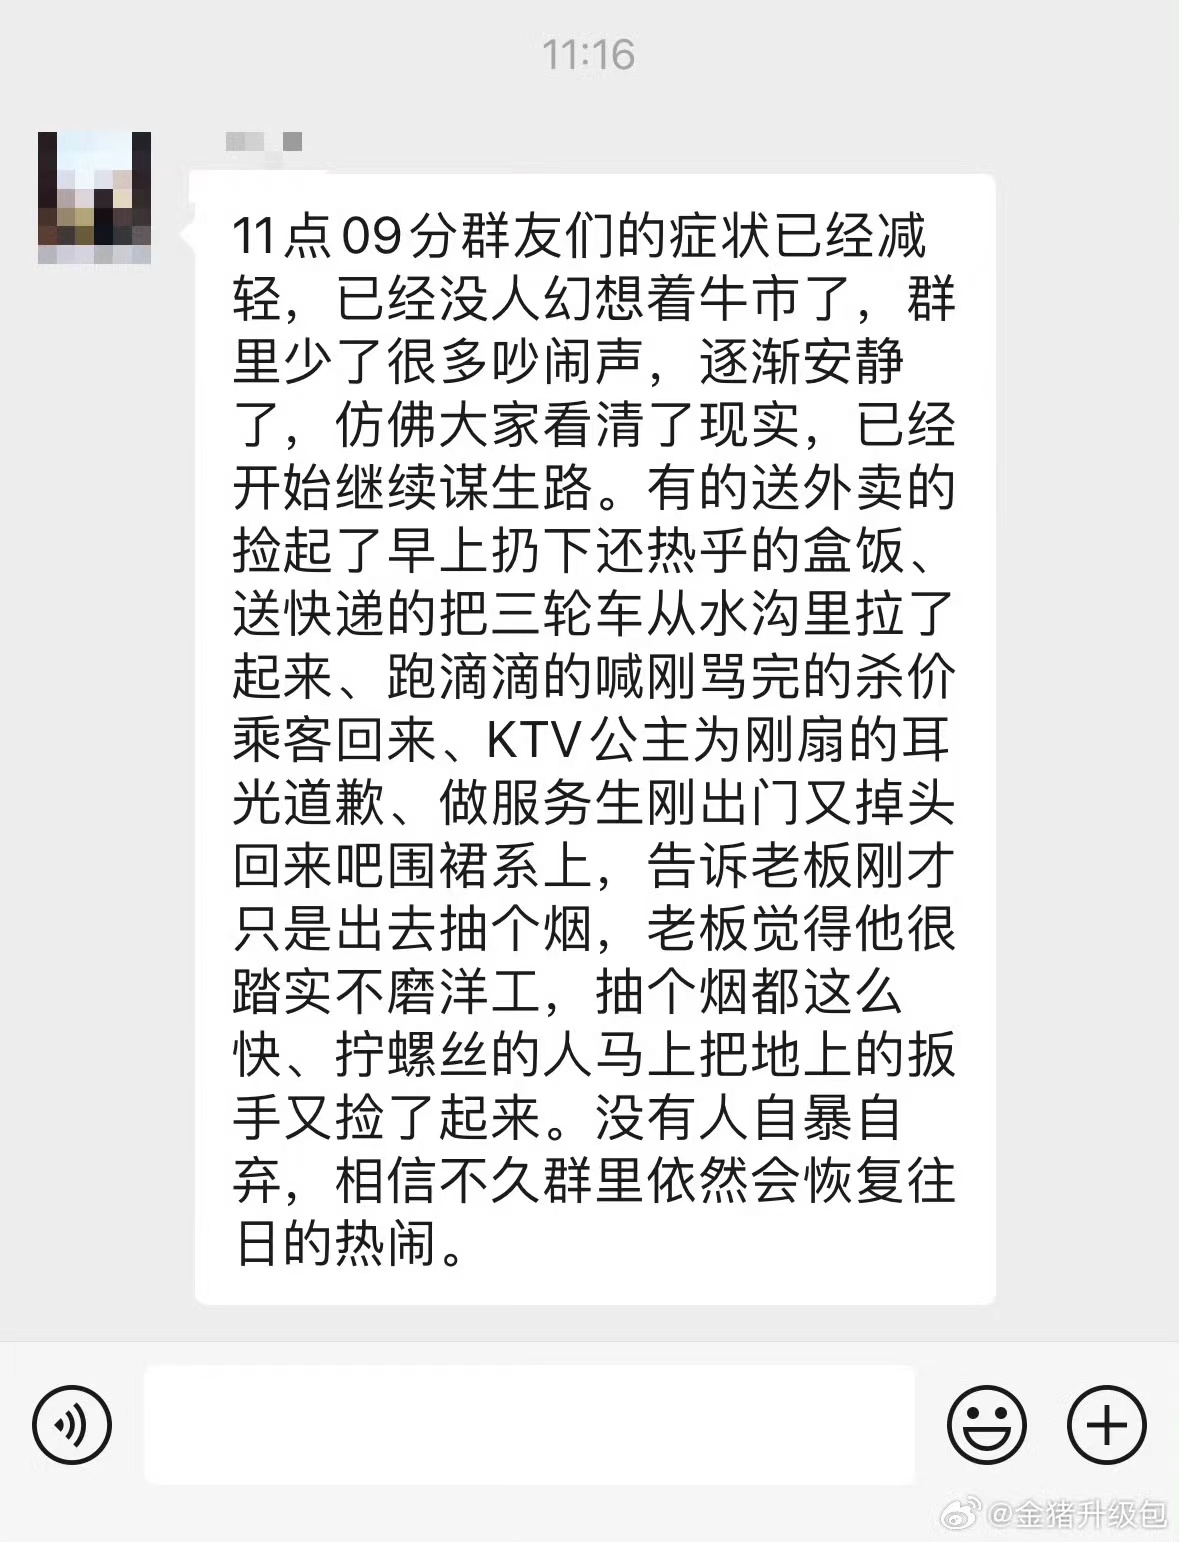 11:16
11点09分群友们的症状已经减
轻，已经没人幻想着牛市了，群
里少了很多吵闹声，逐渐安静
了，仿佛大家看清了现实，已经
开始继续谋生路。有的送外卖的
捡起了早上扔下还热乎的盒饭、
送快递的把三轮车从水沟里拉了
起来、跑滴滴的喊刚骂完的杀价
乘客回来、KTV公主为刚扇的耳
光道歉、做服务生刚出门又掉头
回来吧围裙系上，告诉老板刚才
只是出去抽个烟，老板觉得他很
踏实不磨洋工，抽个烟都这么
快、拧螺丝的人马上把地上的扳
手又捡了起来。没有人自暴自
弃，相信不久群里依然会恢复往
日的热闹。
@金猪升级包